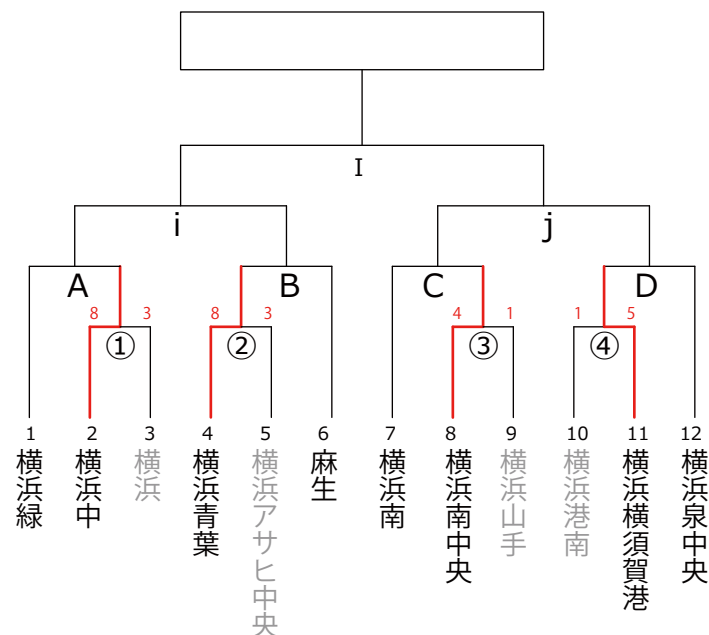 I
i
j
A
B
C
D
8 3
8 3
4 1
1 5
①
②
③
④
1
2
3
4
5
6
7
8
9
10
11
12
横浜緑
横浜中
横浜
横浜青葉
横浜アサヒ中央
麻生
横浜南
横浜南中央
横浜山手
横浜港南
横浜横須賀港
横浜泉中央